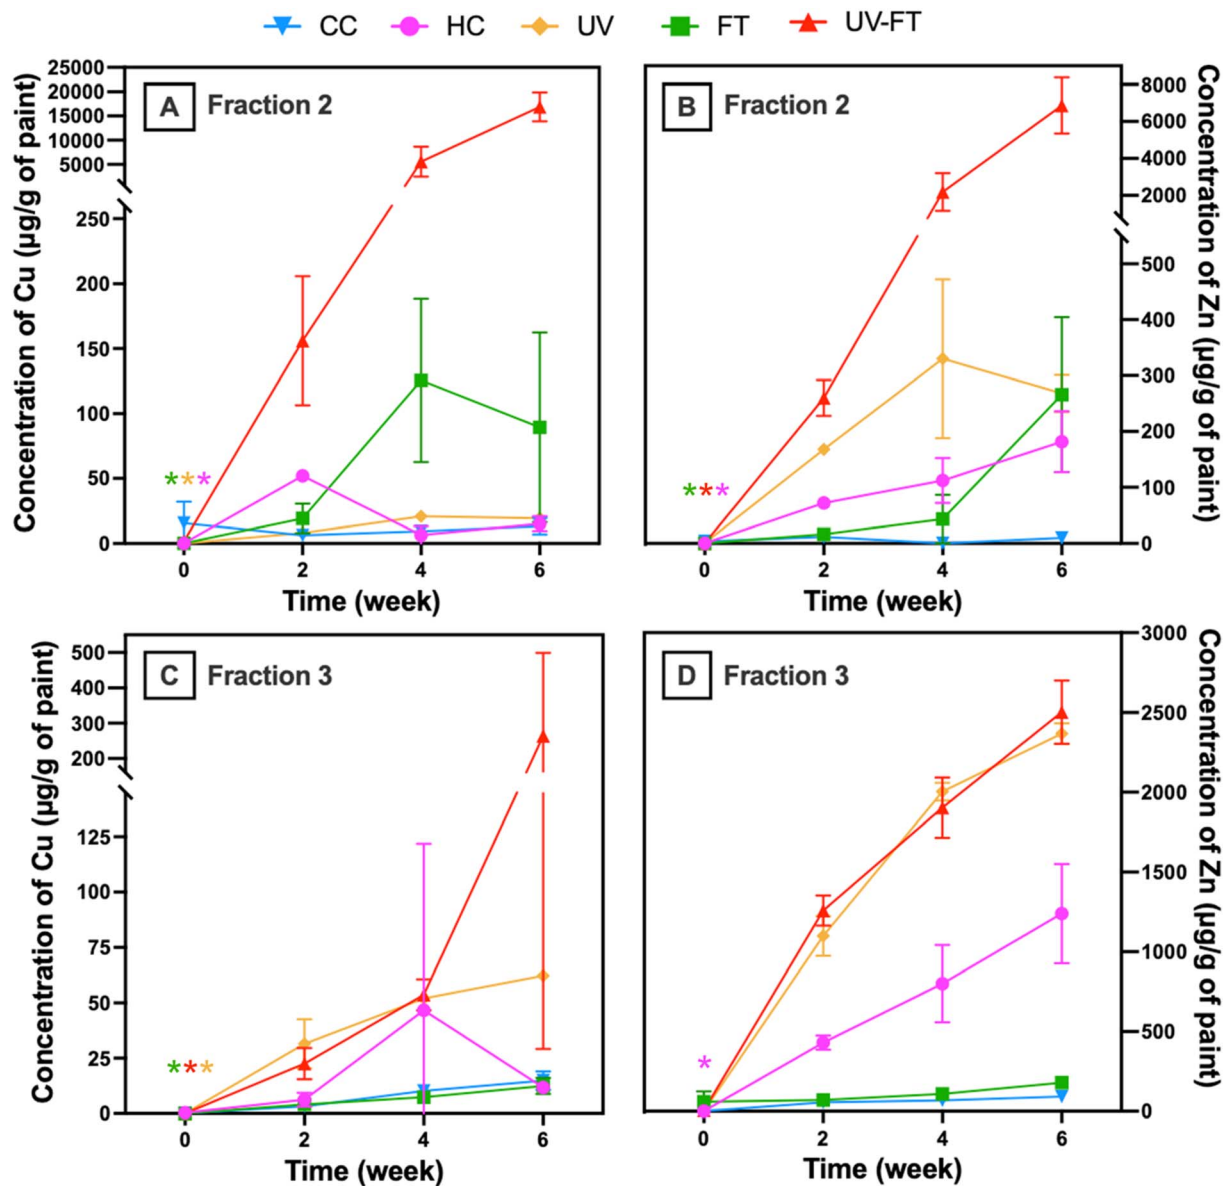 CC HC UV FT UV-FT
A Fraction 2
Concentration of Cu (µg/g of paint)
25000
20000
15000
10000
5000
250
200
150
100
50
0
* * *
0 2 4 6
Time (week)
B Fraction 2
Concentration of Zn (µg/g of paint)
8000
6000
4000
2000
500
400
300
200
100
0
* * *
0 2 4 6
Time (week)
C Fraction 3
Concentration of Cu (µg/g of paint)
500
400
300
200
125
100
75
50
25
0
* * *
0 2 4 6
Time (week)
D Fraction 3
Concentration of Zn (µg/g of paint)
3000
2500
2000
1500
1000
500
0
*
0 2 4 6
Time (week)